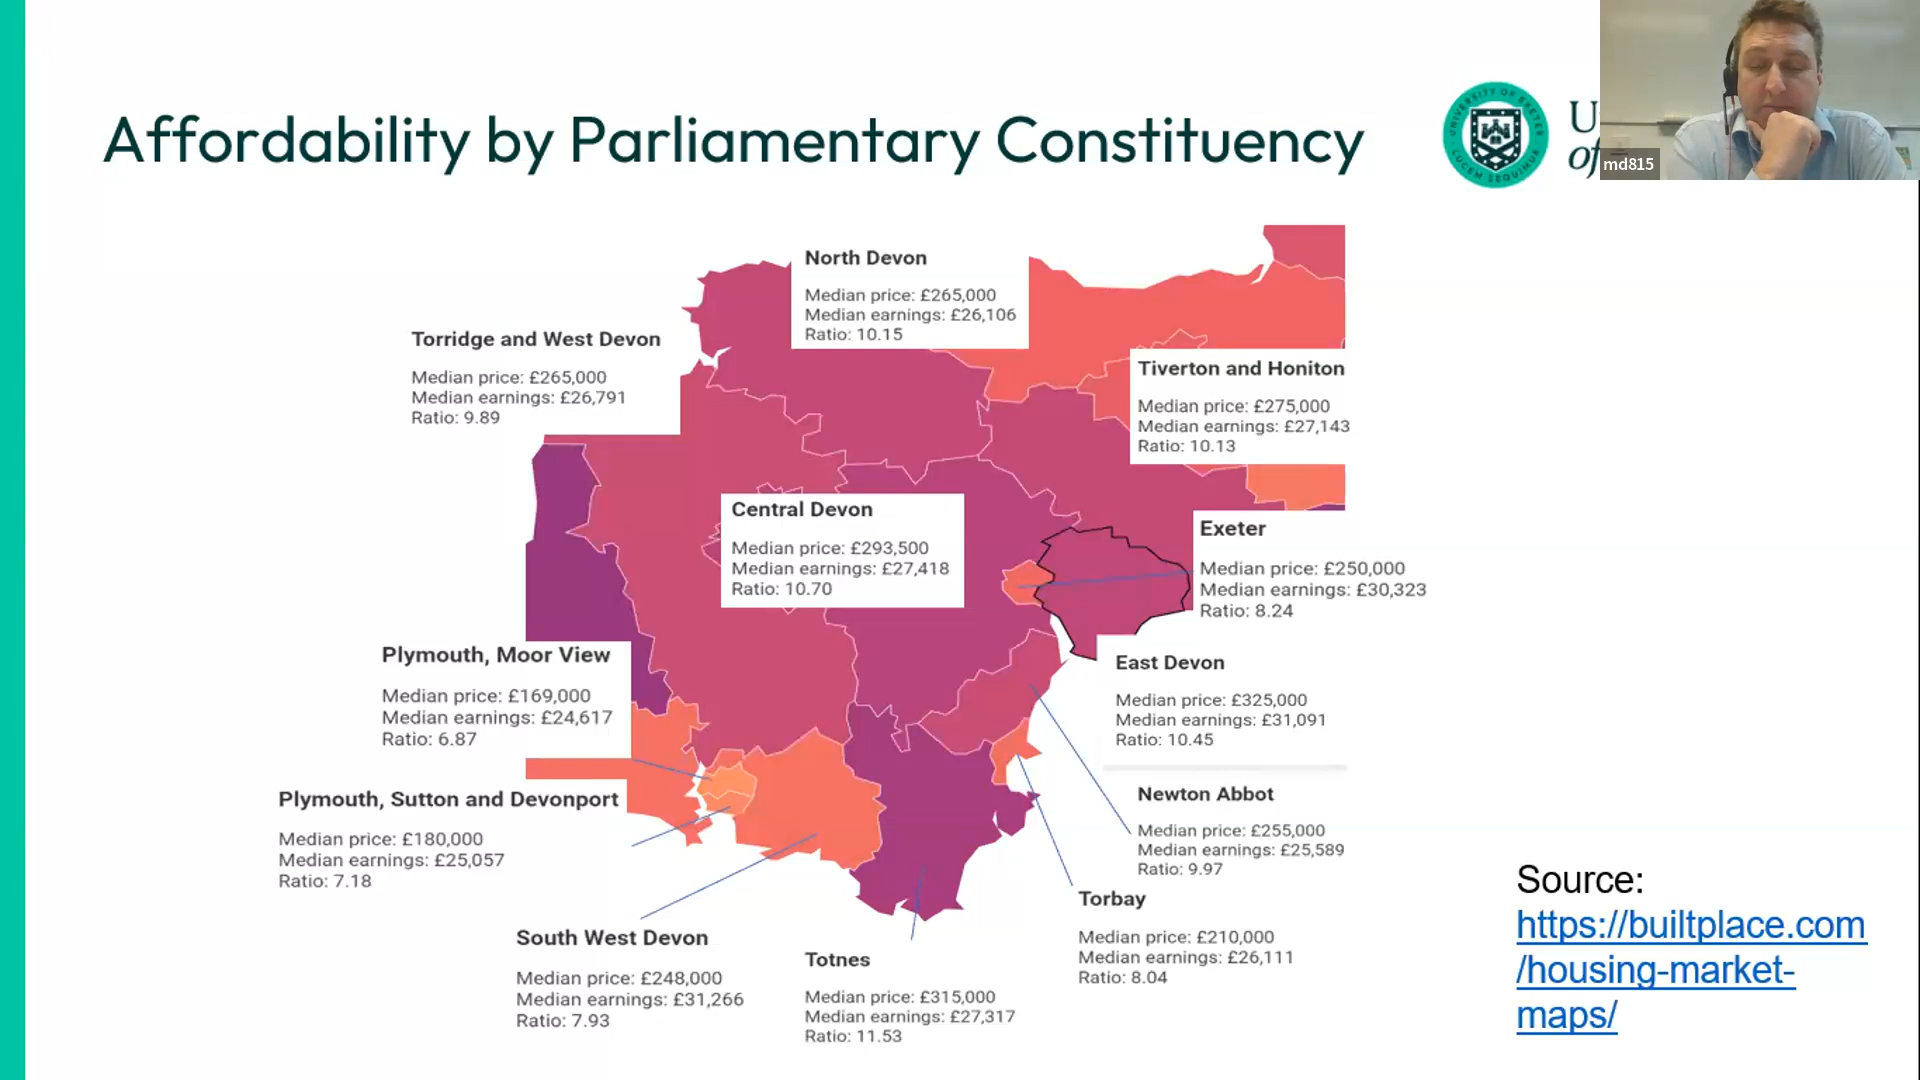 Affordability by Parliamentary Constituency
UNIVERSITY OF EXETER
LUCEM SEQUIMUR
U
of
md815
North Devon
Median price: £265,000
Median earnings: £26,106
Ratio: 10.15
Torridge and West Devon
Median price: £265,000
Median earnings: £26,791
Ratio: 9.89
Tiverton and Honiton
Median price: £275,000
Median earnings: £27,143
Ratio: 10.13
Central Devon
Median price: £293,500
Median earnings: £27,418
Ratio: 10.70
Exeter
Median price: £250,000
Median earnings: £30,323
Ratio: 8.24
Plymouth, Moor View
Median price: £169,000
Median earnings: £24,617
Ratio: 6.87
East Devon
Median price: £325,000
Median earnings: £31,091
Ratio: 10.45
Plymouth, Sutton and Devonport
Median price: £180,000
Median earnings: £25,057
Ratio: 7.18
Newton Abbot
Median price: £255,000
Median earnings: £25,589
Ratio: 9.97
Torbay
Median price: £210,000
Median earnings: £26,111
Ratio: 8.04
South West Devon
Median price: £248,000
Median earnings: £31,266
Ratio: 7.93
Totnes
Median price: £315,000
Median earnings: £27,317
Ratio: 11.53
Source:
https://builtplace.com
/housing-market-
maps/